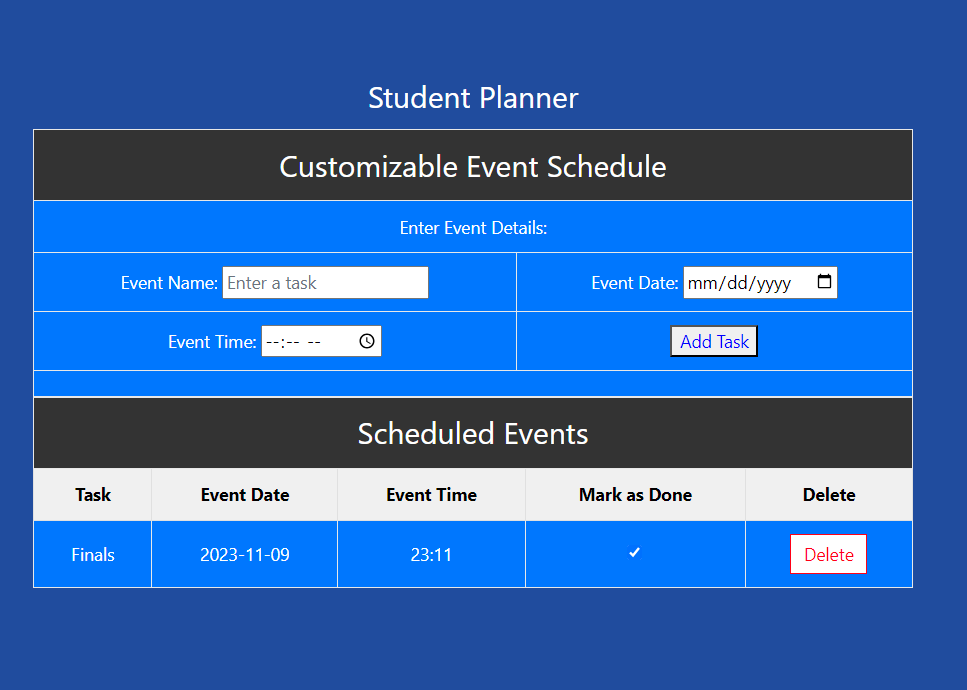 Student Planner
Customizable Event Schedule
Enter Event Details:
Event Name: Enter a task Event Date: mm/dd/yyyy
Event Time: --:-- -- Add Task
Scheduled Events
Task Event Date Event Time Mark as Done Delete
Finals 2023-11-09 23:11 ✓ Delete